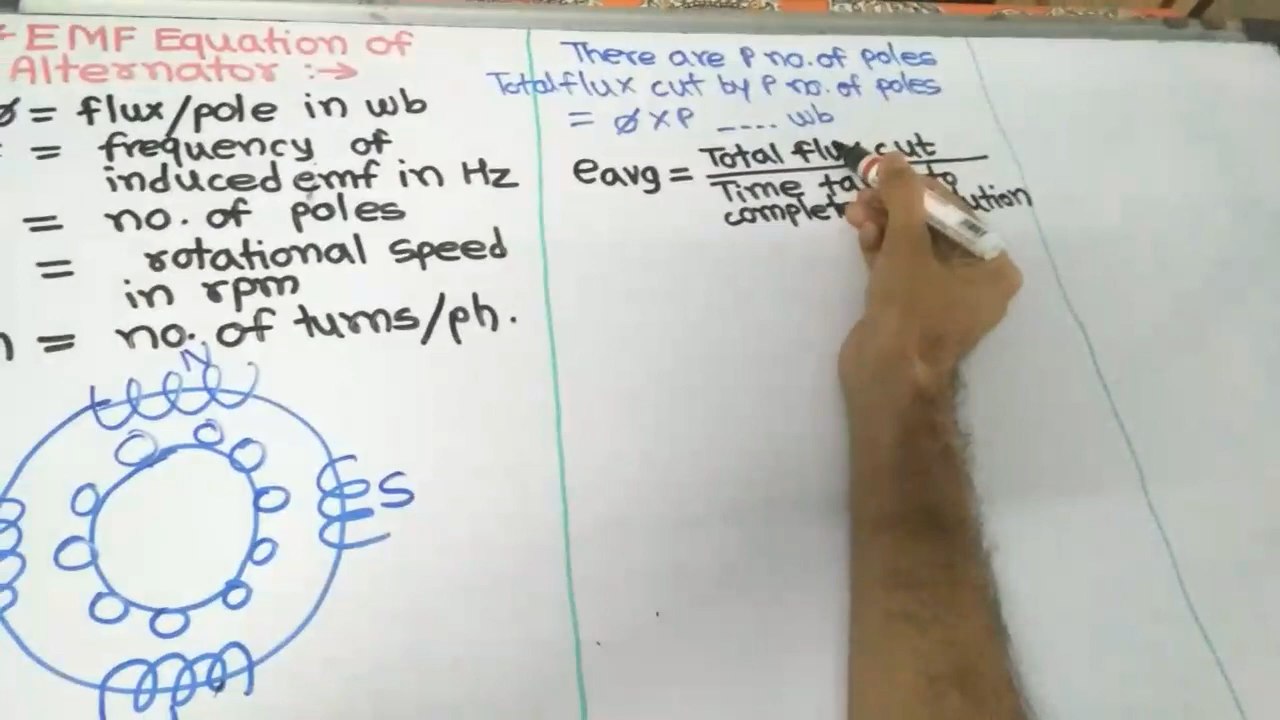 EMF Equation of
Alternator :→
ø = flux/pole in wb
= frequency of
induced emf in Hz
= no. of poles
= rotational speed
in rpm
= no. of turns/ph.
N
S
There are P no. of poles
Total flux cut by P no. of poles
= ø x P ---- wb
eavg = Total flux cut
Time to